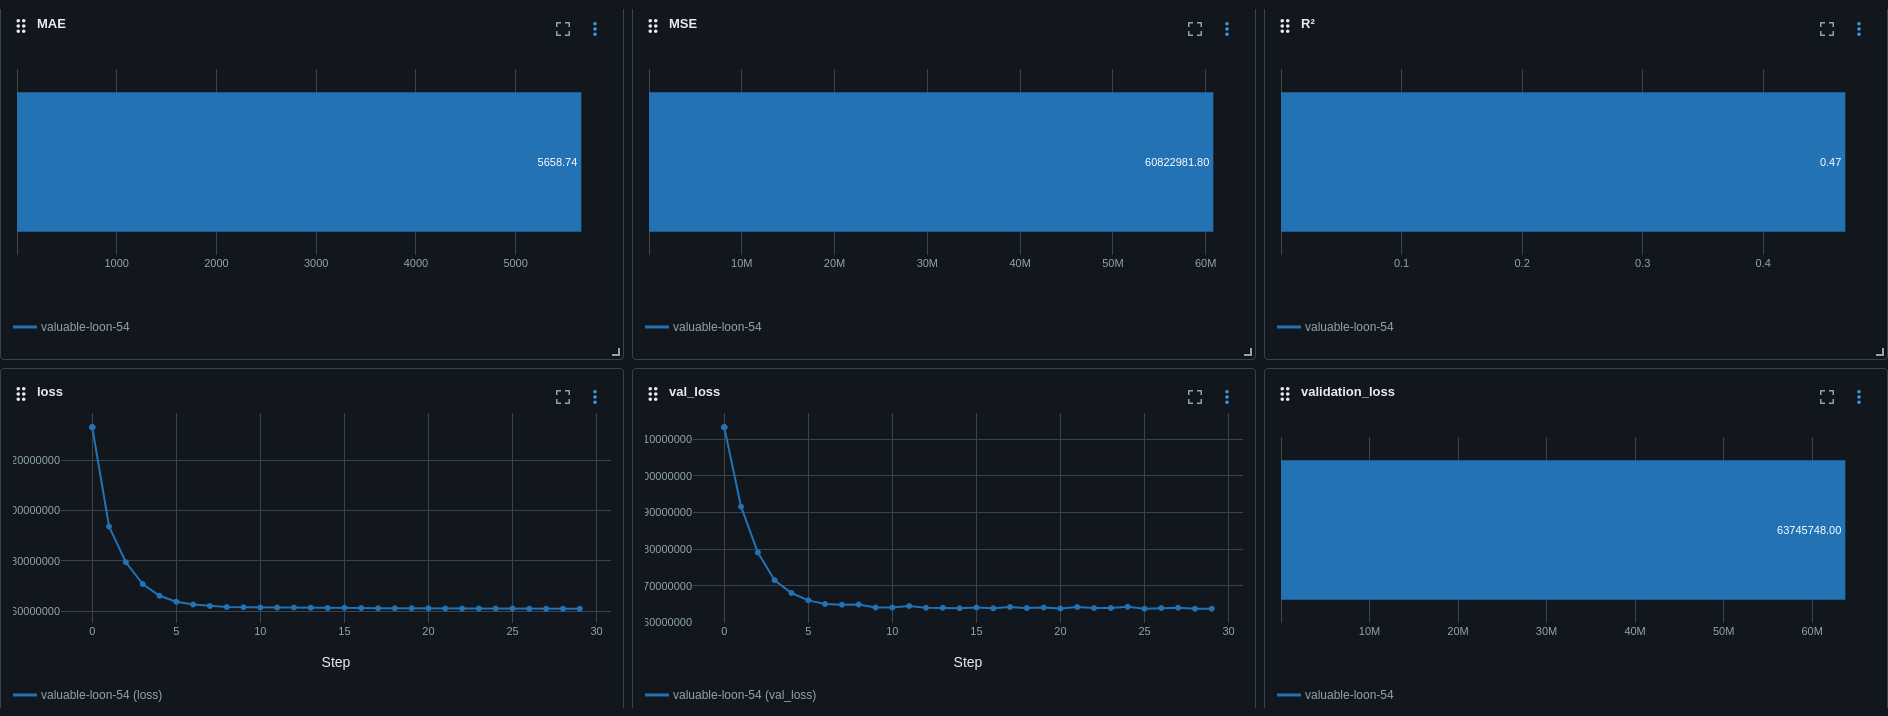 MAE
5658.74
1000 2000 3000 4000 5000
valuable-loon-54
MSE
60822981.80
10M 20M 30M 40M 50M 60M
valuable-loon-54
R²
0.47
0.1 0.2 0.3 0.4
valuable-loon-54
loss
20000000
00000000
80000000
60000000
0 5 10 15 20 25 30
Step
valuable-loon-54 (loss)
val_loss
10000000
00000000
90000000
80000000
70000000
60000000
0 5 10 15 20 25 30
Step
valuable-loon-54 (val_loss)
validation_loss
63745748.00
10M 20M 30M 40M 50M 60M
valuable-loon-54